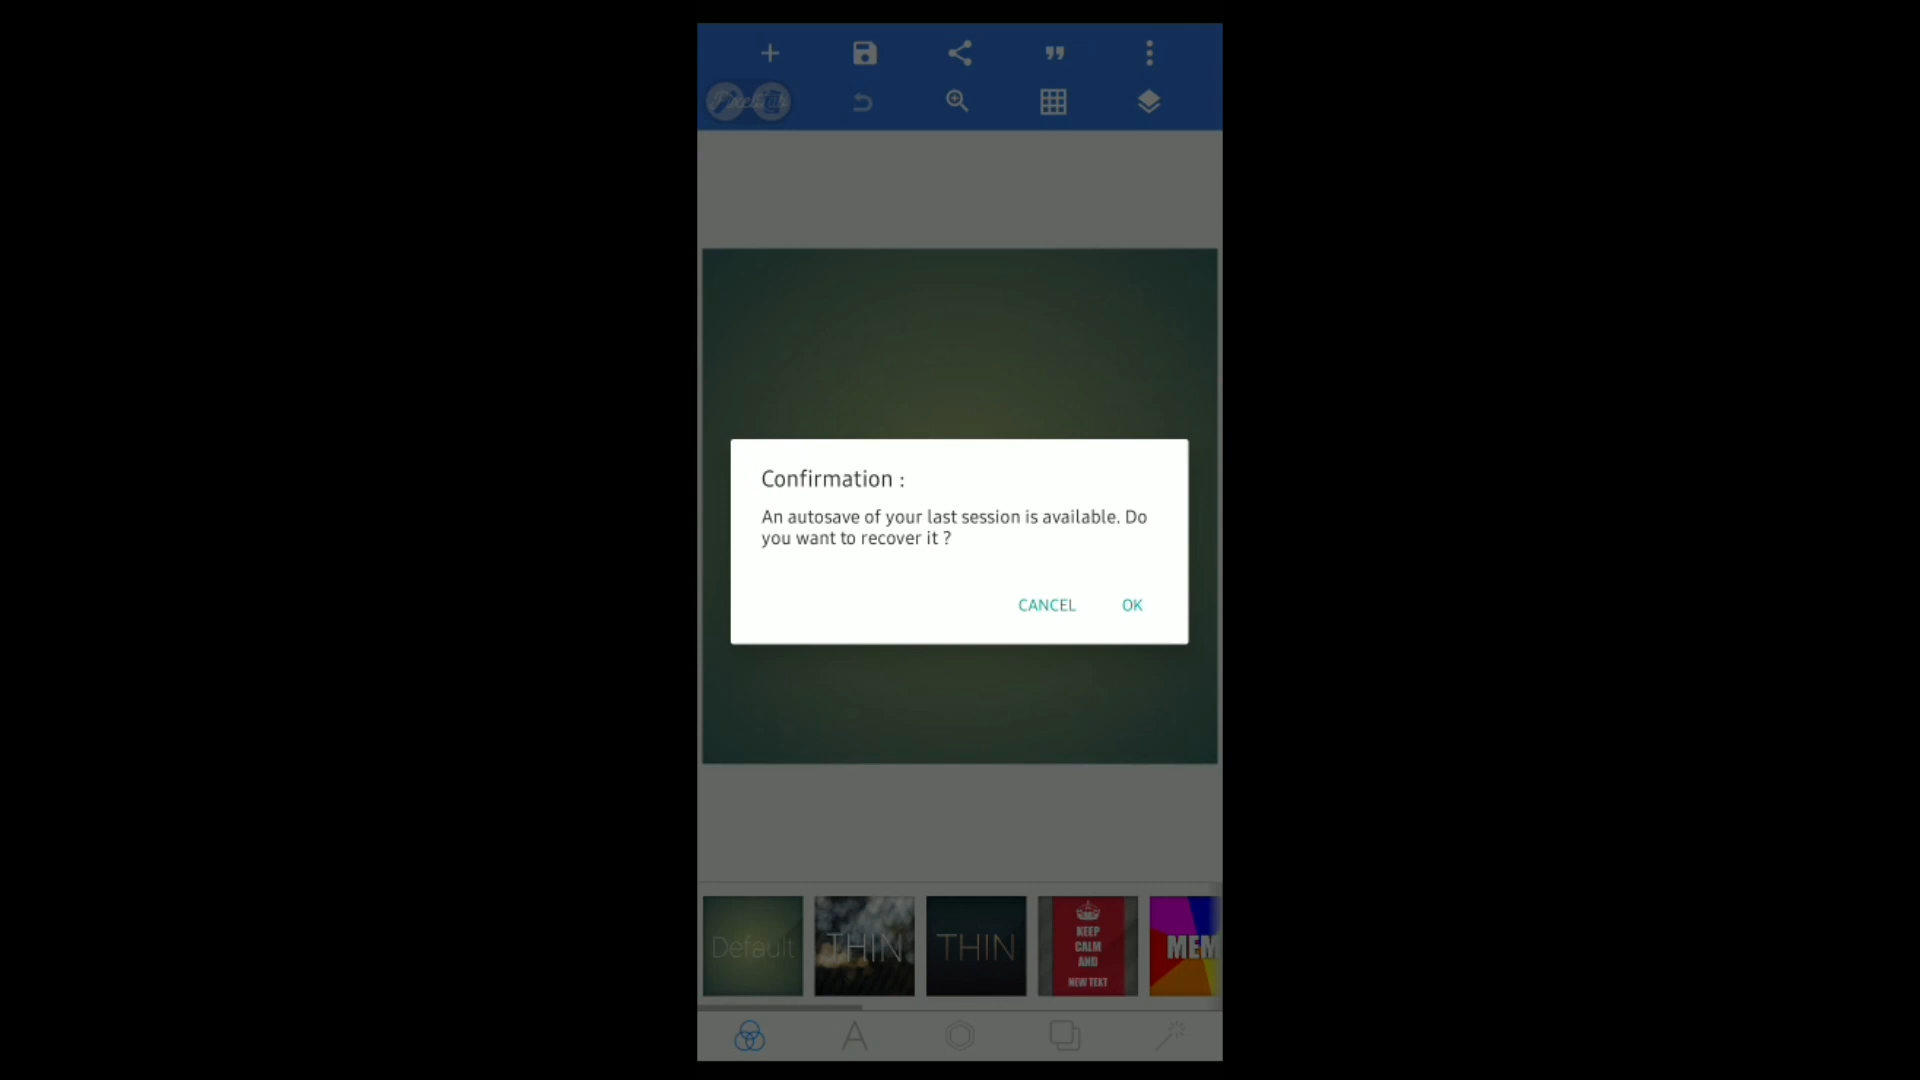 PixelLab
Confirmation :
An autosave of your last session is available. Do
you want to recover it ?
CANCEL OK
Default
THIN
THIN
KEEP
CALM
AND
NEW TEXT
MEM